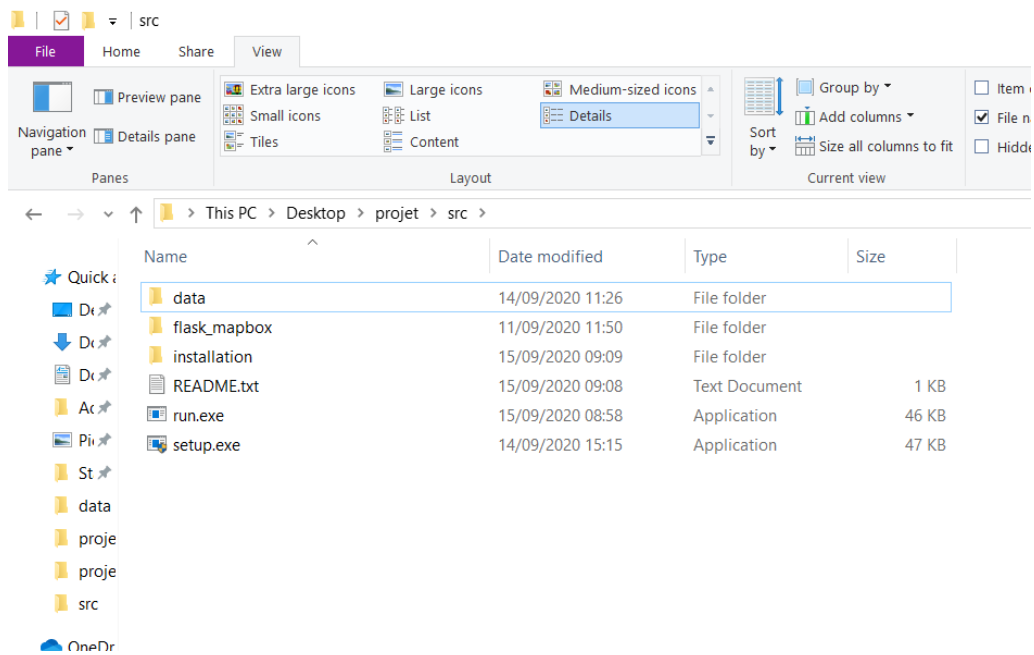 src
File Home Share View
Extra large icons Large icons Medium-sized icons
Preview pane Small icons List Details
Navigation pane Details pane Tiles Content
Sort by Group by
Add columns
Size all columns to fit
Item
File
Panes Layout Current view
This PC > Desktop > projet > src >
Name Date modified Type Size
Quick
data 14/09/2020 11:26 File folder
flask_mapbox 11/09/2020 11:50 File folder
installation 15/09/2020 09:09 File folder
README.txt 15/09/2020 09:08 Text Document 1 KB
run.exe 15/09/2020 08:58 Application 46 KB
setup.exe 14/09/2020 15:15 Application 47 KB
Pi
St
data
proje
proje
src
OneDr